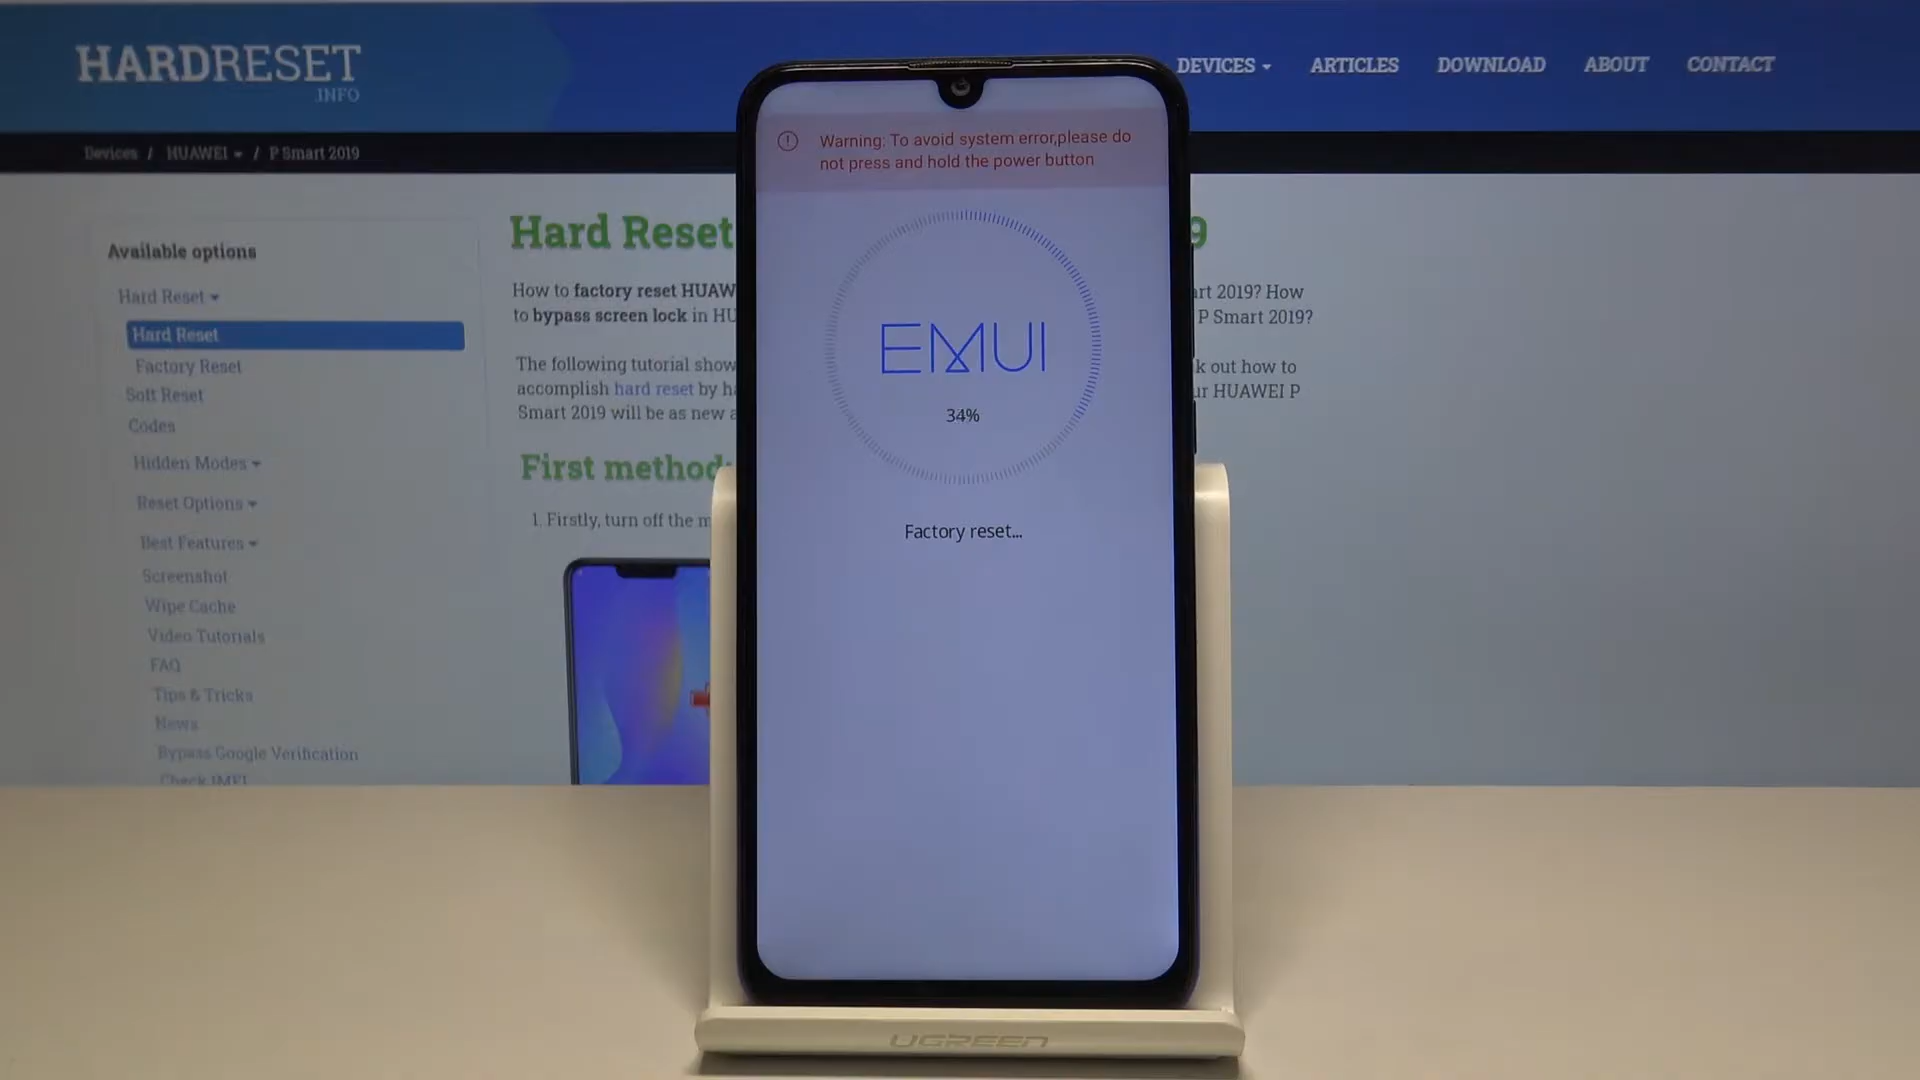 HARDRESET
.INFO
DEVICES
ARTICLES
DOWNLOAD
ABOUT
CONTACT
Devices / HUAWEI / P Smart 2019
Available options
Hard Reset
Hard Reset
Factory Reset
Soft Reset
Codes
Hidden Modes
Reset Options
Best Features
Screenshot
Wipe Cache
Video Tutorials
FAQ
Tips & Tricks
News
Bypass Google Verification
Check IMEI
Hard Reset 9
How to factory reset HUAW art 2019? How
to bypass screen lock in HU P Smart 2019?
The following tutorial show k out how to
accomplish hard reset by ha ur HUAWEI P
Smart 2019 will be as new a
First method:
1. Firstly, turn off the m
Warning: To avoid system error,please do
not press and hold the power button
EMUI
34%
Factory reset...
UGREEN